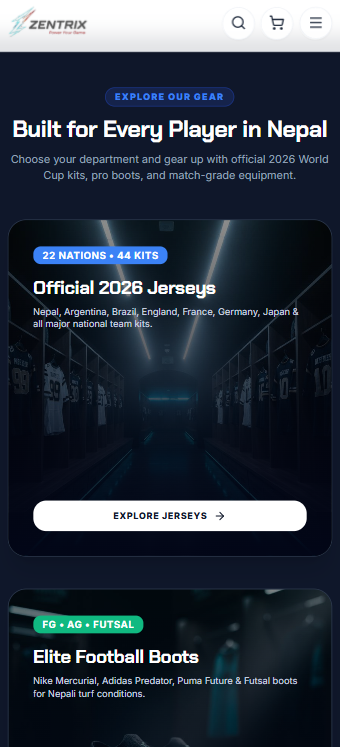 ZENTRIX
Power Your Game
EXPLORE OUR GEAR
Built for Every Player in Nepal
Choose your department and gear up with official 2026 World
Cup kits, pro boots, and match-grade equipment.
22 NATIONS • 44 KITS
Official 2026 Jerseys
Nepal, Argentina, Brazil, England, France, Germany, Japan &
all major national team kits.
EXPLORE JERSEYS →
FG • AG • FUTSAL
Elite Football Boots
Nike Mercurial, Adidas Predator, Puma Future & Futsal boots
for Nepali turf conditions.